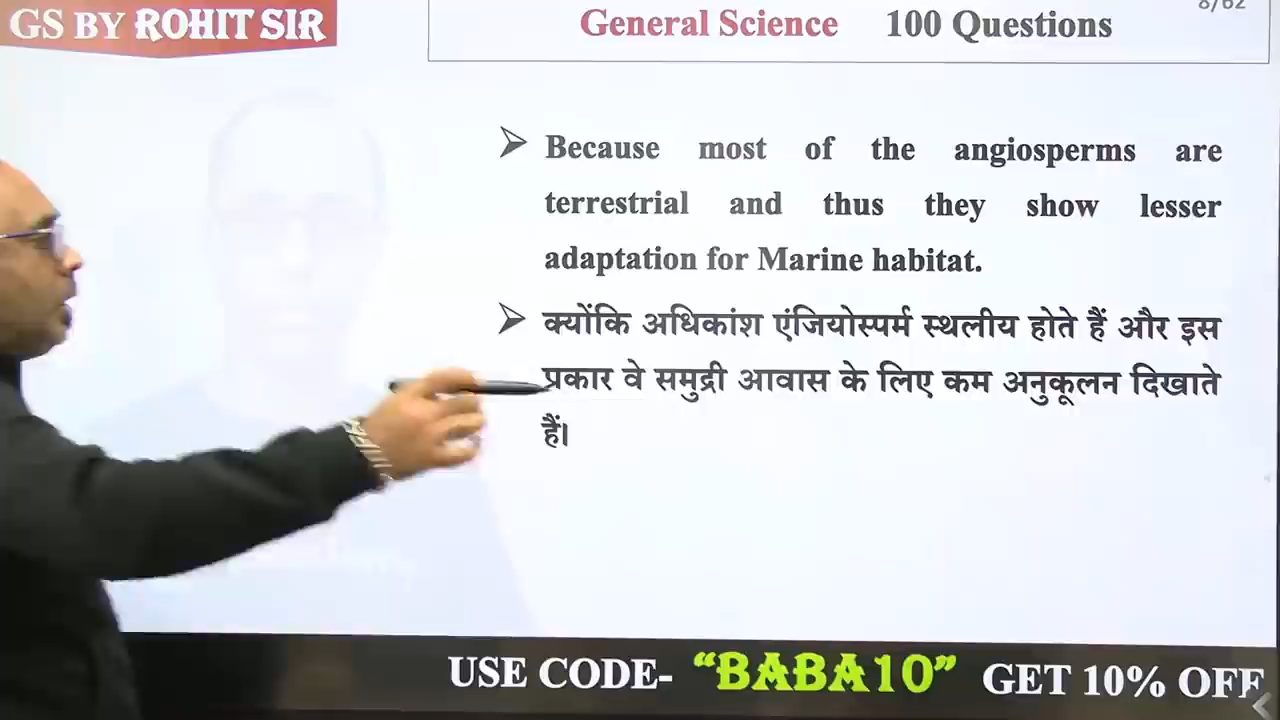 GS BY ROHIT SIR
General Science 100 Questions
8/62
Because most of the angiosperms are
terrestrial and thus they show lesser
adaptation for Marine habitat.
क्योंकि अधिकांश एंजियोस्पर्म स्थलीय होते हैं और इस
प्रकार वे समुद्री आवास के लिए कम अनुकूलन दिखाते
हैं।
USE CODE- “BABA10” GET 10% OFF